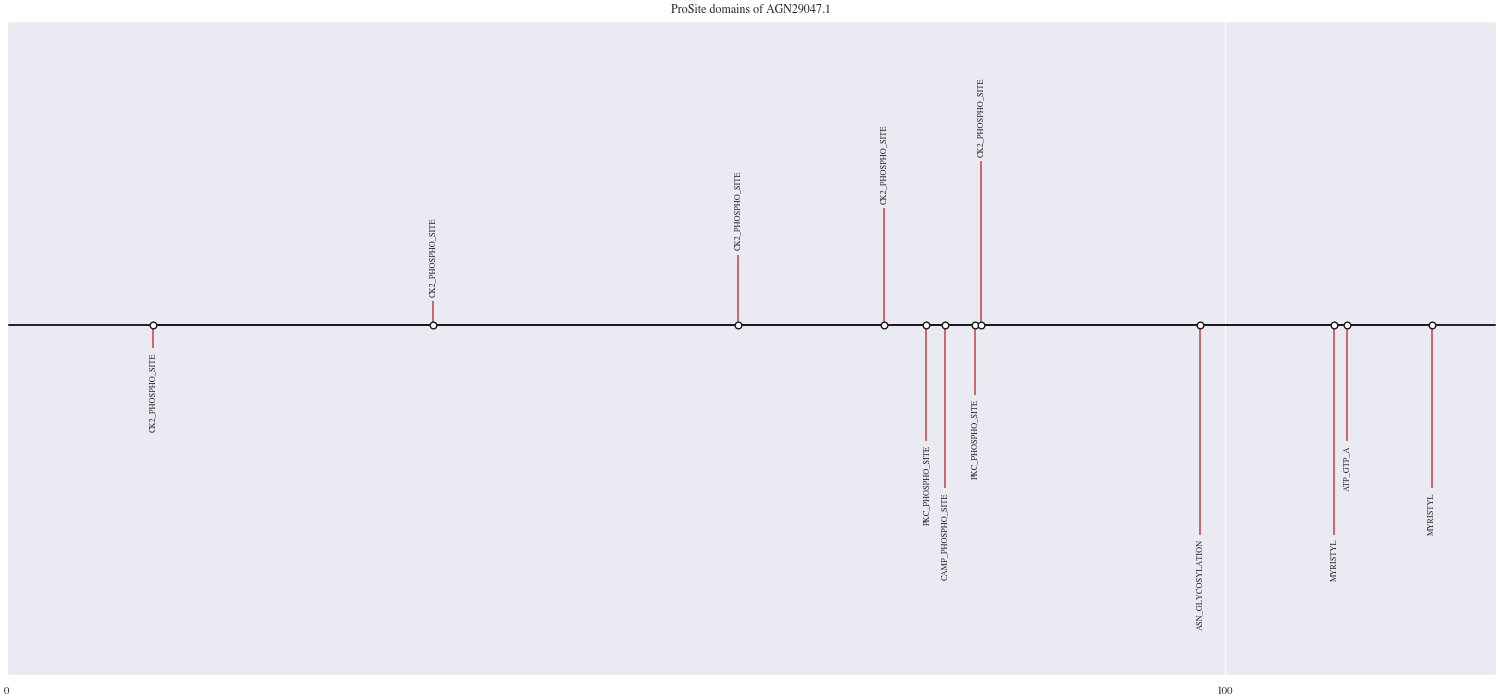 ProSite domains of AGN29047.1
CK2_PHOSPHO_SITE
CK2_PHOSPHO_SITE
CK2_PHOSPHO_SITE
CK2_PHOSPHO_SITE
CK2_PHOSPHO_SITE
PKC_PHOSPHO_SITE
CAMP_PHOSPHO_SITE
PKC_PHOSPHO_SITE
ASN_GLYCOSYLATION
MYRISTYL
ATP_GTP_A
MYRISTYL
0
100